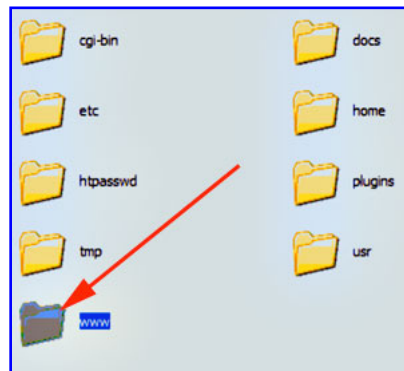 cgi-bin
docs
etc
home
htpasswd
plugins
tmp
usr
www